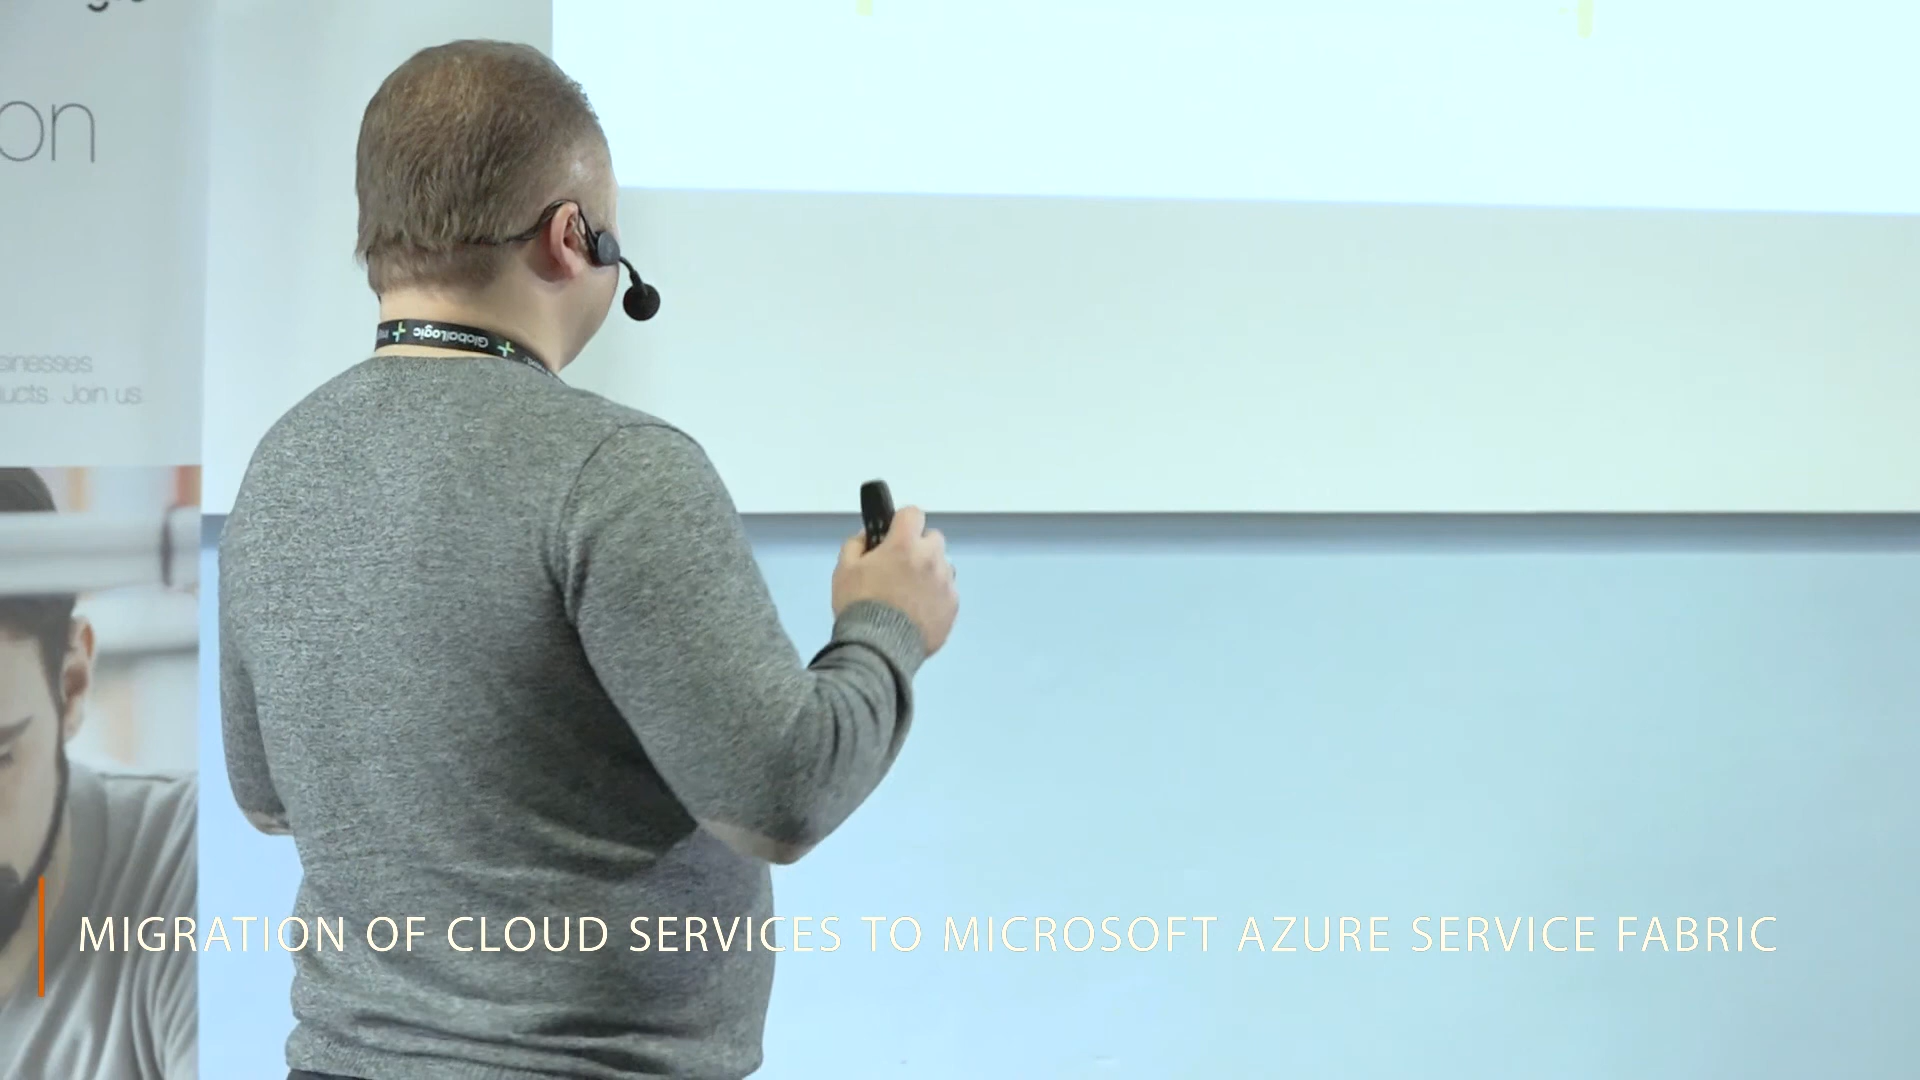 on
sinesses
ucts. Join us
GlobalLogic
MIGRATION OF CLOUD SERVICES TO MICROSOFT AZURE SERVICE FABRIC